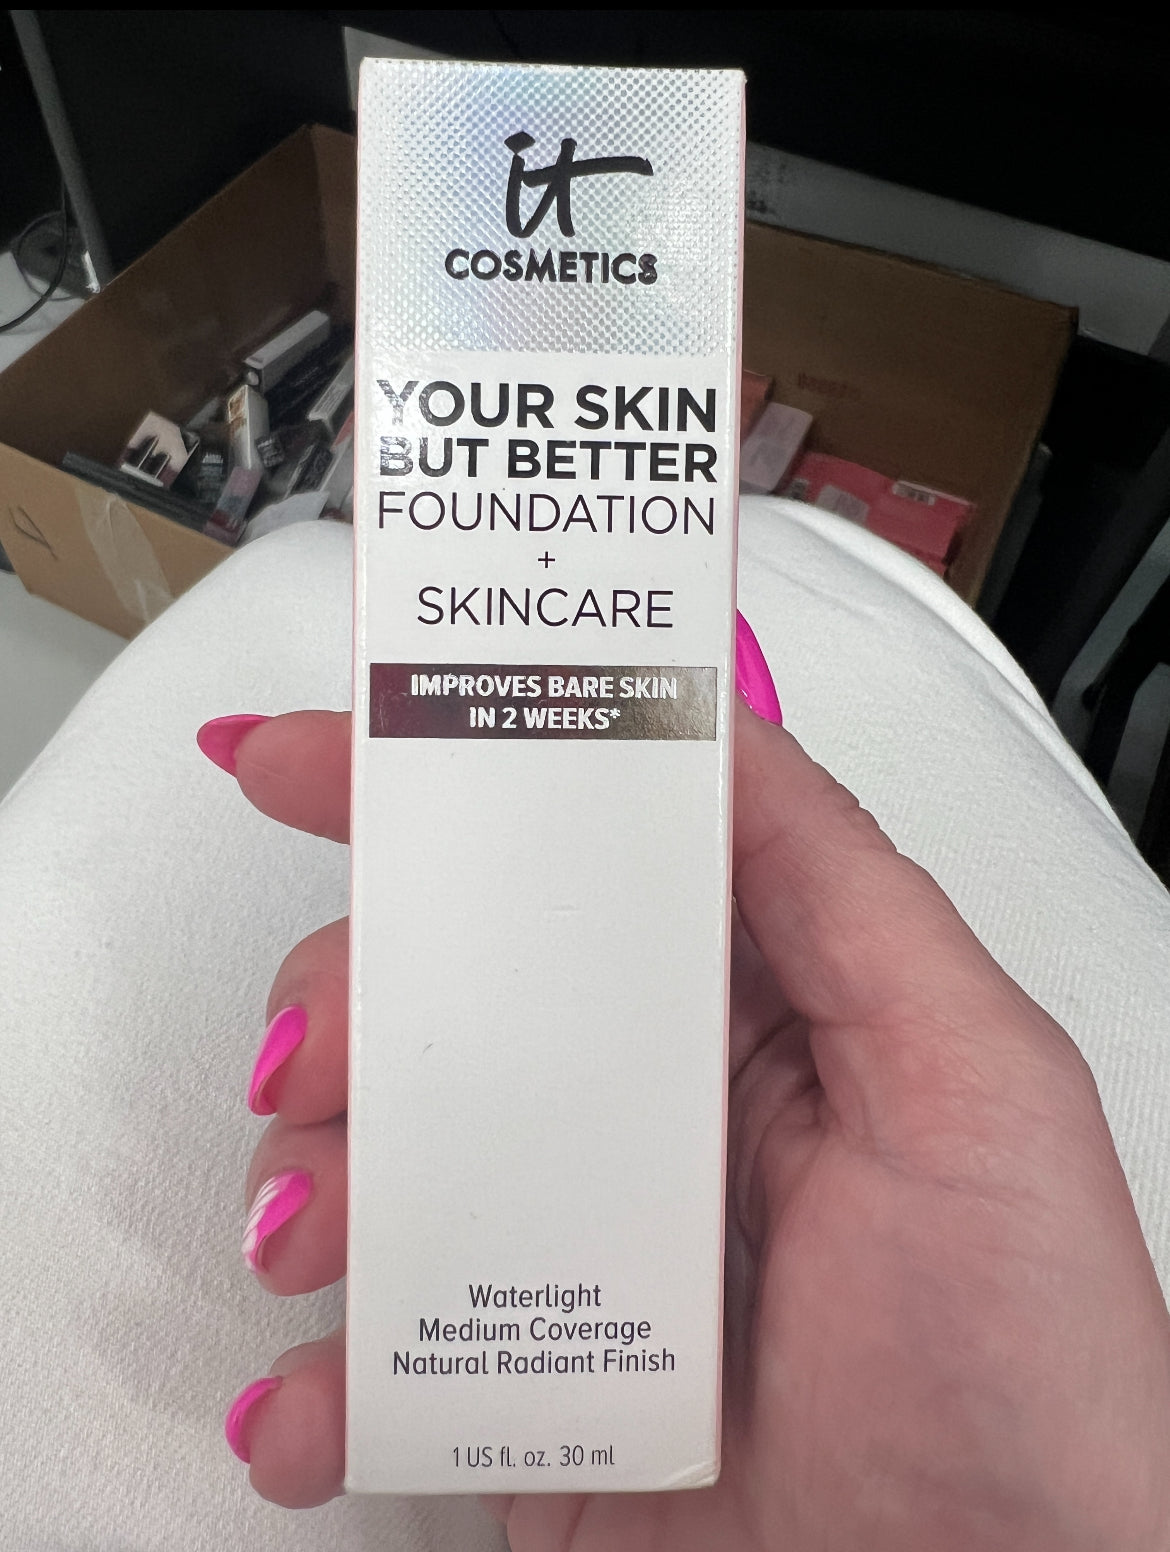 it
COSMETICS
YOUR SKIN
BUT BETTER
FOUNDATION
+
SKINCARE
IMPROVES BARE SKIN
IN 2 WEEKS*
Waterlight
Medium Coverage
Natural Radiant Finish
1 US fl. oz. 30 ml